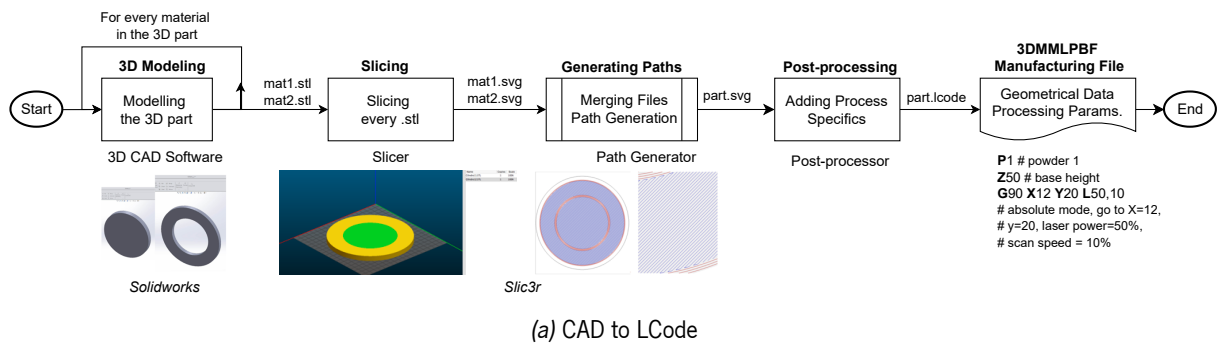 For every material
in the 3D part
Start
3D Modeling
Modelling
the 3D part
3D CAD Software
Solidworks
mat1.stl
mat2.stl
Slicing
Slicing
every .stl
Slicer
mat1.svg
mat2.svg
Generating Paths
Merging Files
Path Generation
Path Generator
Slic3r
part.svg
Post-processing
Adding Process
Specifics
Post-processor
part.lcode
3DMMLPBF
Manufacturing File
Geometrical Data
Processing Params.
End
P1 # powder 1
Z50 # base height
G90 X12 Y20 L50,10
# absolute mode, go to X=12,
# y=20, laser power=50%,
# scan speed = 10%
(a) CAD to LCode